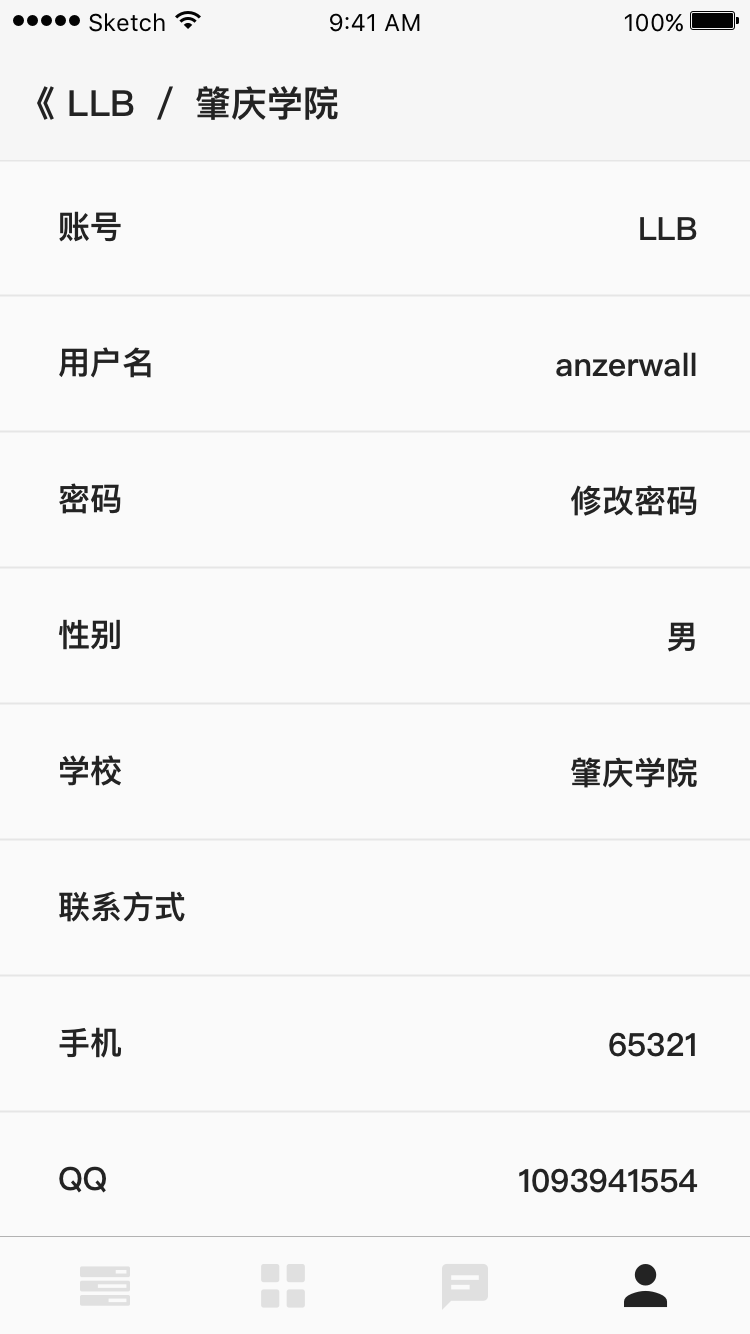 Sketch 9:41 AM 100%
《 LLB / 肇庆学院
账号 LLB
用户名 anzerwall
密码 修改密码
性别 男
学校 肇庆学院
联系方式
手机 65321
QQ 1093941554